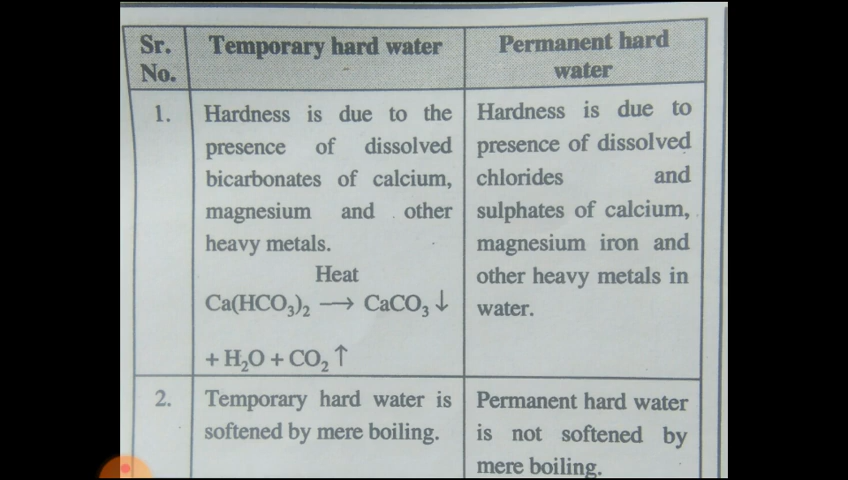 Sr. No.
Temporary hard water
Permanent hard
water
1.
Hardness is due to the
presence of dissolved
bicarbonates of calcium,
magnesium and other
heavy metals.
Heat
Ca(HCO₃)₂ ⟶ CaCO₃ ↓
+ H₂O + CO₂ ↑
Hardness is due to
presence of dissolved
chlorides and
sulphates of calcium,
magnesium iron and
other heavy metals in
water.
2.
Temporary hard water is
softened by mere boiling.
Permanent hard water
is not softened by
mere boiling.